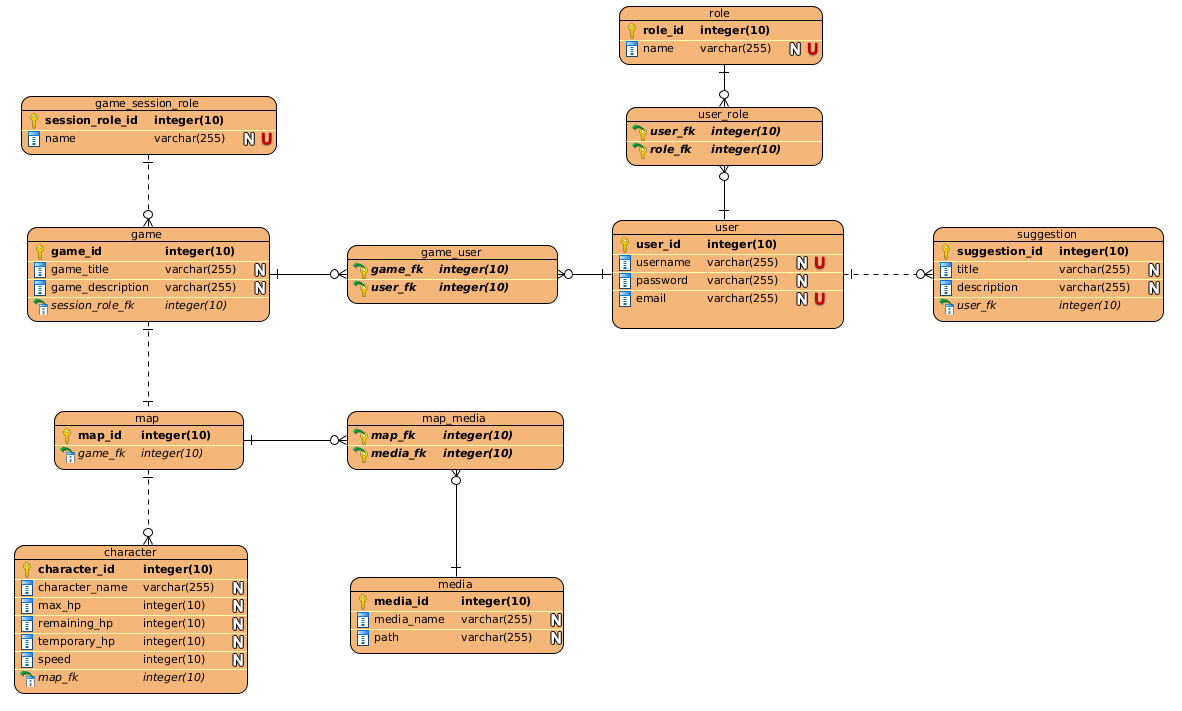 role
role_id integer(10)
name varchar(255) N U
game_session_role
session_role_id integer(10)
name varchar(255) N U
user_role
user_fk integer(10)
role_fk integer(10)
game
game_id integer(10)
game_title varchar(255) N
game_description varchar(255) N
session_role_fk integer(10)
game_user
game_fk integer(10)
user_fk integer(10)
user
user_id integer(10)
username varchar(255) N U
password varchar(255) N
email varchar(255) N U
suggestion
suggestion_id integer(10)
title varchar(255) N
description varchar(255) N
user_fk integer(10)
map
map_id integer(10)
game_fk integer(10)
map_media
map_fk integer(10)
media_fk integer(10)
character
character_id integer(10)
character_name varchar(255) N
max_hp integer(10) N
remaining_hp integer(10) N
temporary_hp integer(10) N
speed integer(10) N
map_fk integer(10)
media
media_id integer(10)
media_name varchar(255) N
path varchar(255) N